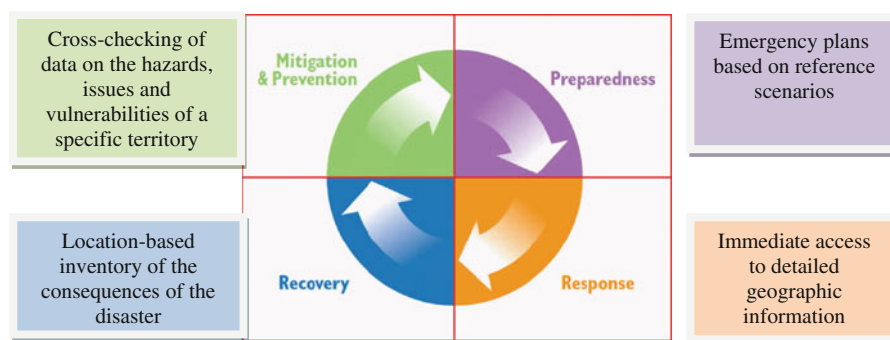 Cross-checking of
data on the hazards,
issues and
vulnerabilities of a
specific territory
Mitigation
& Prevention
Preparedness
Emergency plans
based on reference
scenarios
Location-based
inventory of the
consequences of the
disaster
Recovery
Response
Immediate access
to detailed
geographic
information